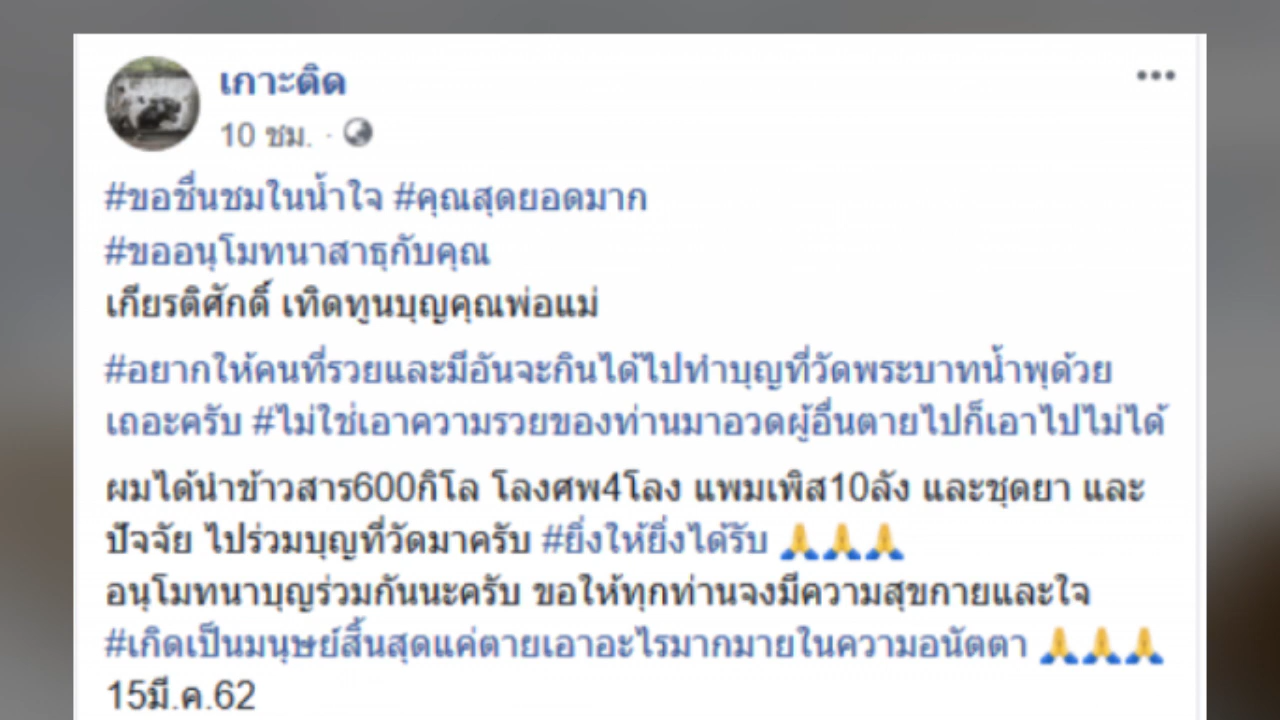 เกาะติด
10 ชม. ·
#ขอชื่นชมในน้ำใจ #คุณสุดยอดมาก
#ขออนุโมทนาสาธุกับคุณ
เกียรติศักดิ์ เทิดทูนบุญคุณพ่อแม่
#อยากให้คนที่รวยและมีอันจะกินได้ไปทำบุญที่วัดพระบาทน้ำพุด้วย
เถอะครับ #ไม่ใช่เอาความรวยของท่านมาอวดผู้อื่นตายไปก็เอาไปไม่ได้
ผมได้นำข้าวสาร600กิโล โลงศพ4โลง แพมเพิส10ลัง และชุดยา และ
ปัจจัย ไปร่วมบุญที่วัดมาครับ #ยิ่งให้ยิ่งได้รับ 🙏🙏🙏
อนุโมทนาบุญร่วมกันนะครับ ขอให้ทุกท่านจงมีความสุขกายและใจ
#เกิดเป็นมนุษย์สิ้นสุดแค่ตายเอาอะไรมากมายในความอนัตตา 🙏🙏🙏
15มี.ค.62